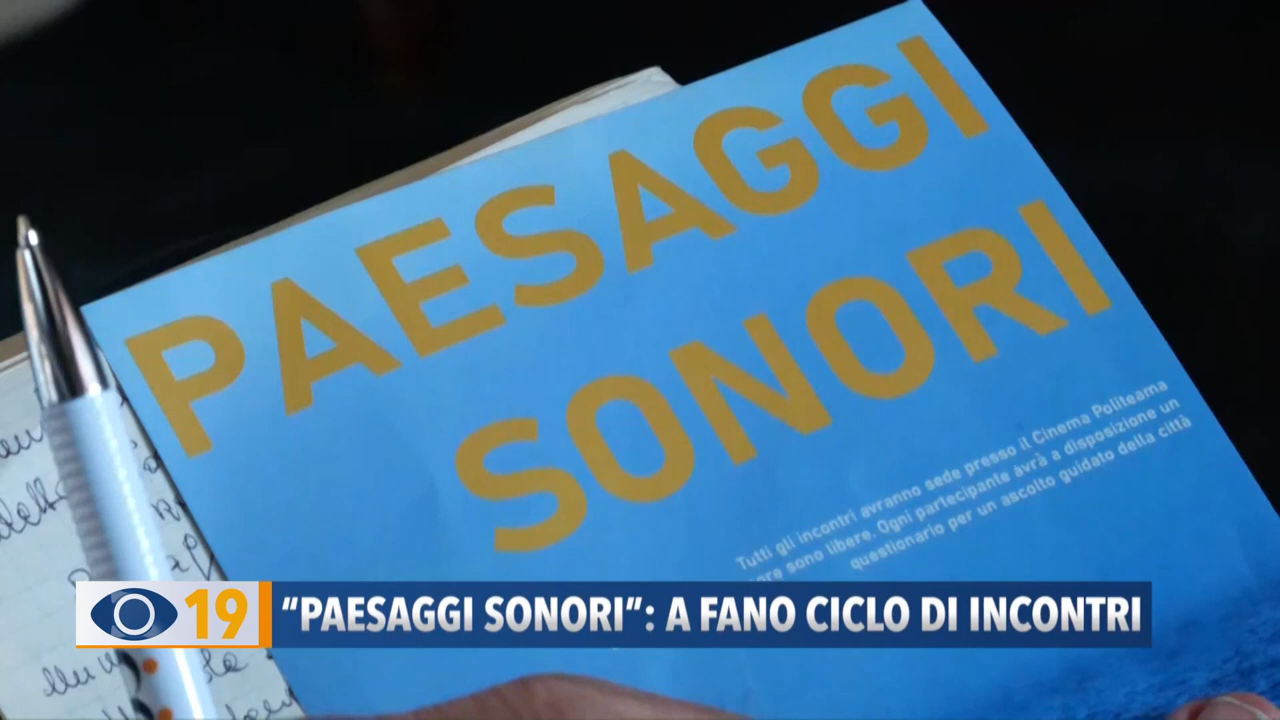 PAESAGGI
SONORI
Tutti gli incontri avranno sede presso il Cinema Politeama
sono libere. Ogni partecipante avrà a disposizione un
questionario per un ascolto guidato della città
19
“PAESAGGI SONORI”: A FANO CICLO DI INCONTRI